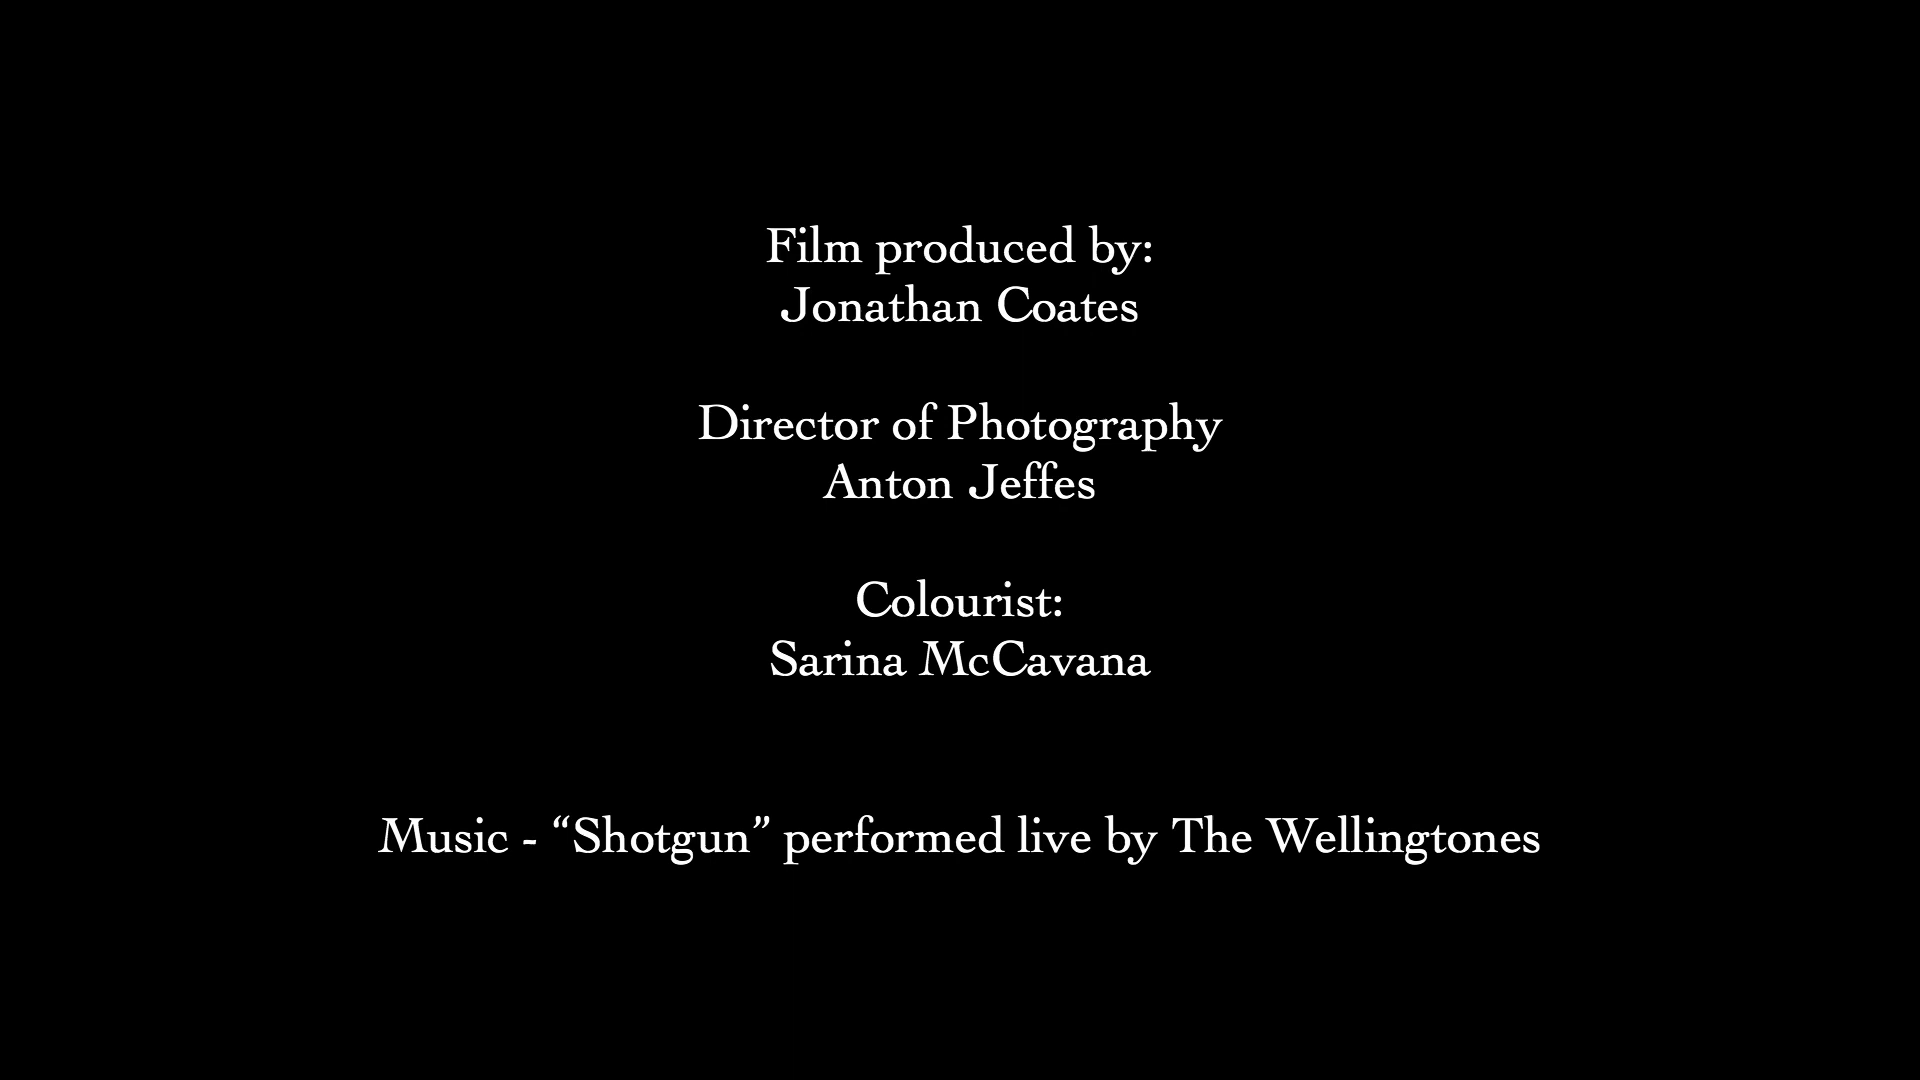 Film produced by:
Jonathan Coates
Director of Photography
Anton Jeffes
Colourist:
Sarina McCavana
Music - “Shotgun” performed live by The Wellingtones